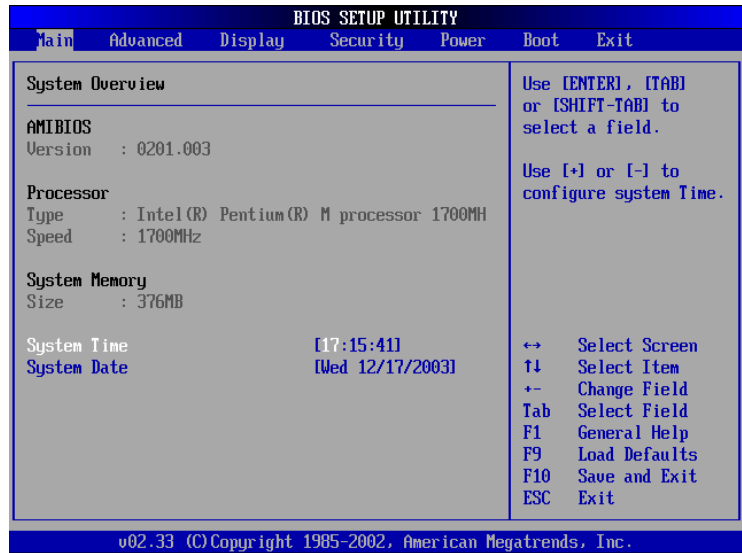 BIOS SETUP UTILITY
Main Advanced Display Security Power Boot Exit
System Overview
AMIBIOS
Version : 0201.003
Processor
Type : Intel(R) Pentium(R) M processor 1700MH
Speed : 1700MHz
System Memory
Size : 376MB
System Time [17:15:41]
System Date [Wed 12/17/2003]
Use [ENTER], [TAB]
or [SHIFT-TAB] to
select a field.
Use [+] or [-] to
configure system Time.
↔ Select Screen
↑↓ Select Item
+- Change Field
Tab Select Field
F1 General Help
F9 Load Defaults
F10 Save and Exit
ESC Exit
v02.33 (C)Copyright 1985-2002, American Megatrends, Inc.